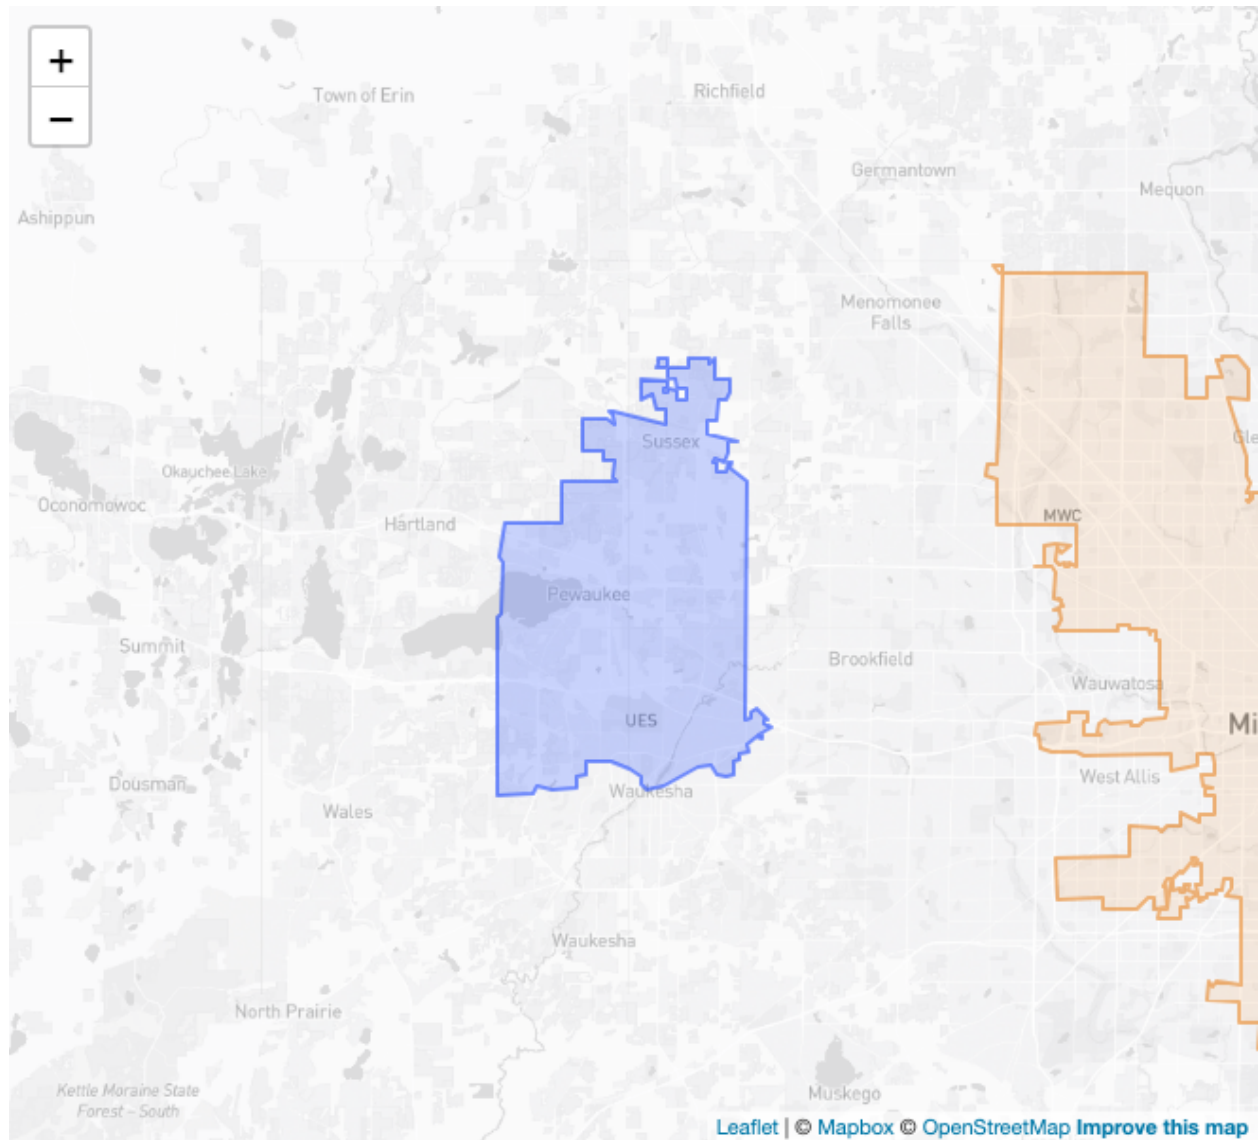 +
−
Town of Erin
Richfield
Germantown
Mequon
Ashippun
Menomonee
Falls
Sussex
Gle
Okauchee Lake
Oconomowoc
Hartland
MWC
Pewaukee
Summit
Brookfield
Wauwatosa
UES
Mi
Dousman
Waukesha
West Allis
Wales
Waukesha
North Prairie
Kettle Moraine State
Forest – South
Muskego
Leaflet | © Mapbox © OpenStreetMap Improve this map